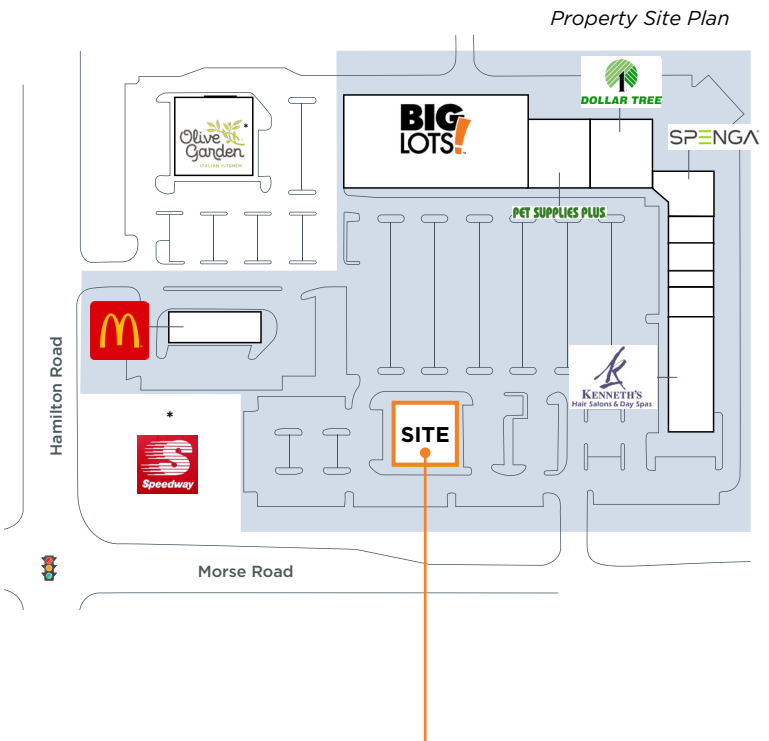 Property Site Plan
DOLLAR TREE
BIG
LOTS!
Olive
Garden
ITALIAN KITCHEN
*
SPENGA
PET SUPPLIES PLUS
M
Hamilton Road
KENNETH'S
Hair Salons & Day Spas
*
SITE
S
Speedway
Morse Road